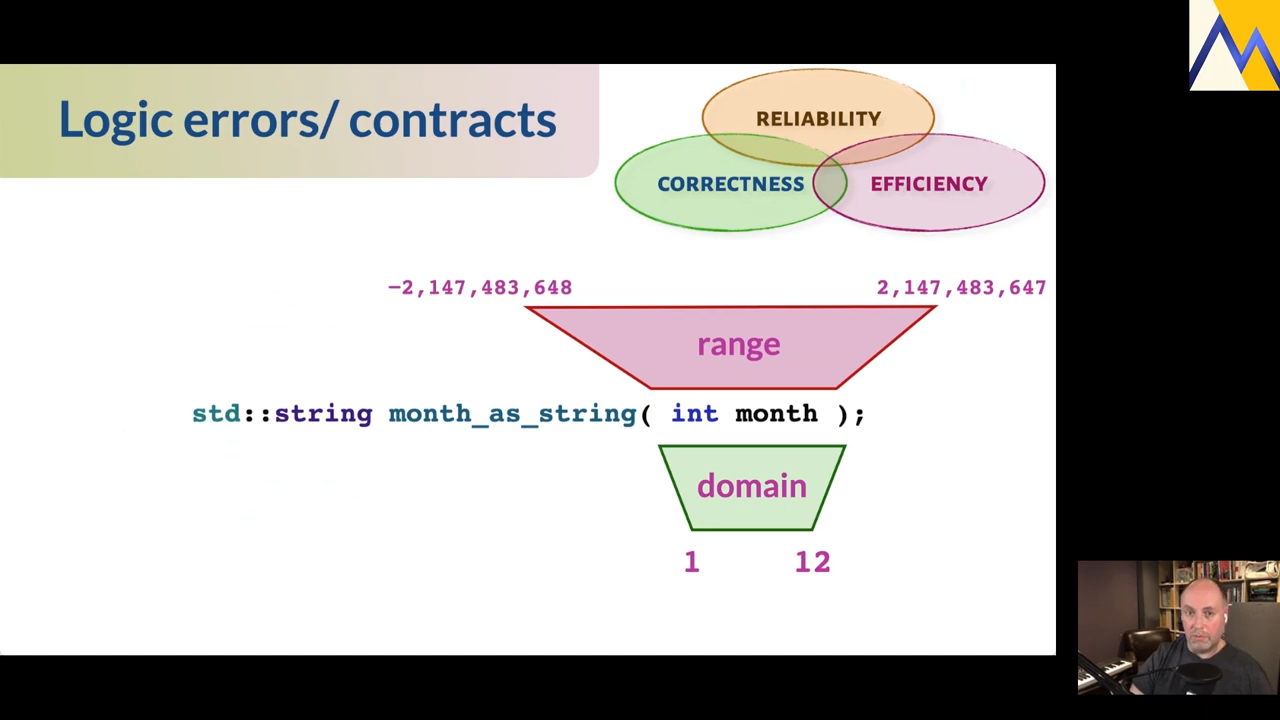 Logic errors/ contracts
RELIABILITY
CORRECTNESS
EFFICIENCY
−2,147,483,648
2,147,483,647
range
std::string month_as_string( int month );
domain
1
12